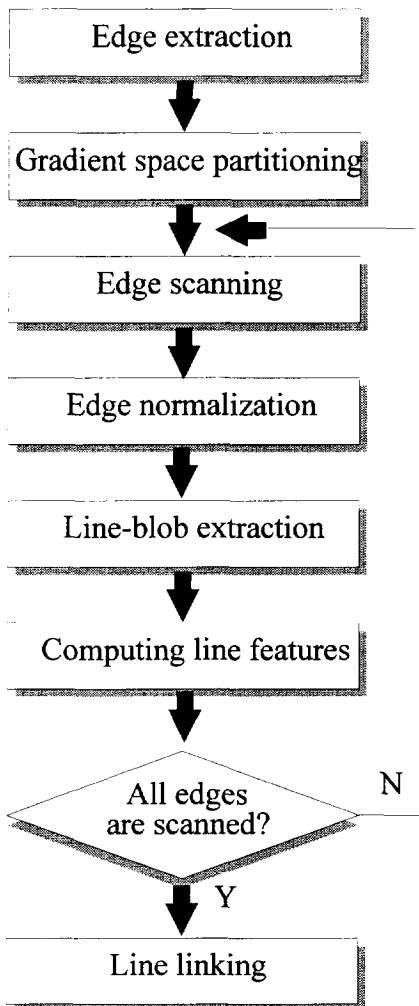 Edge extraction
Gradient space partitioning
Edge scanning
Edge normalization
Line-blob extraction
Computing line features
All edges
are scanned?
N
Y
Line linking